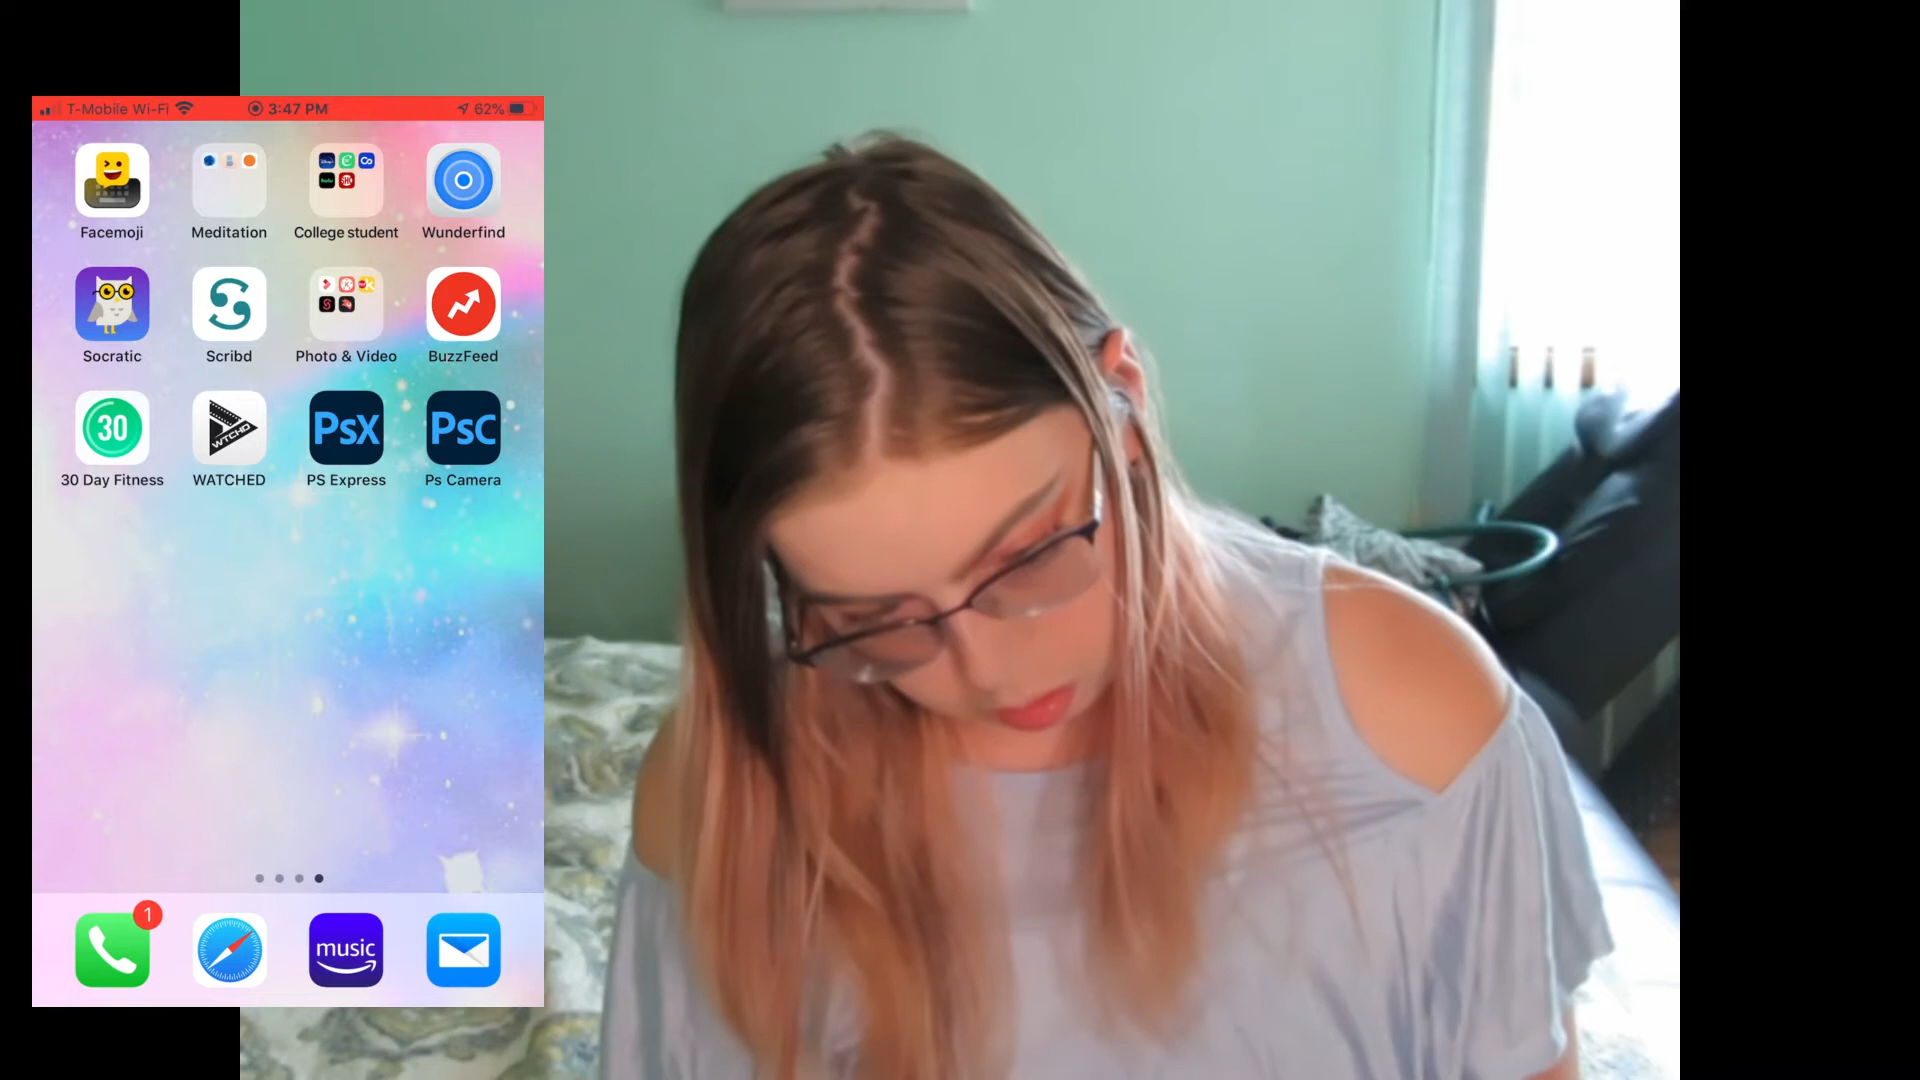 T-Mobile Wi-Fi 3:47 PM 62%
Facemoji Meditation College student Wunderfind
Socratic Scribd Photo & Video BuzzFeed
30 WTCHD PsX PsC
30 Day Fitness WATCHED PS Express Ps Camera
1
music